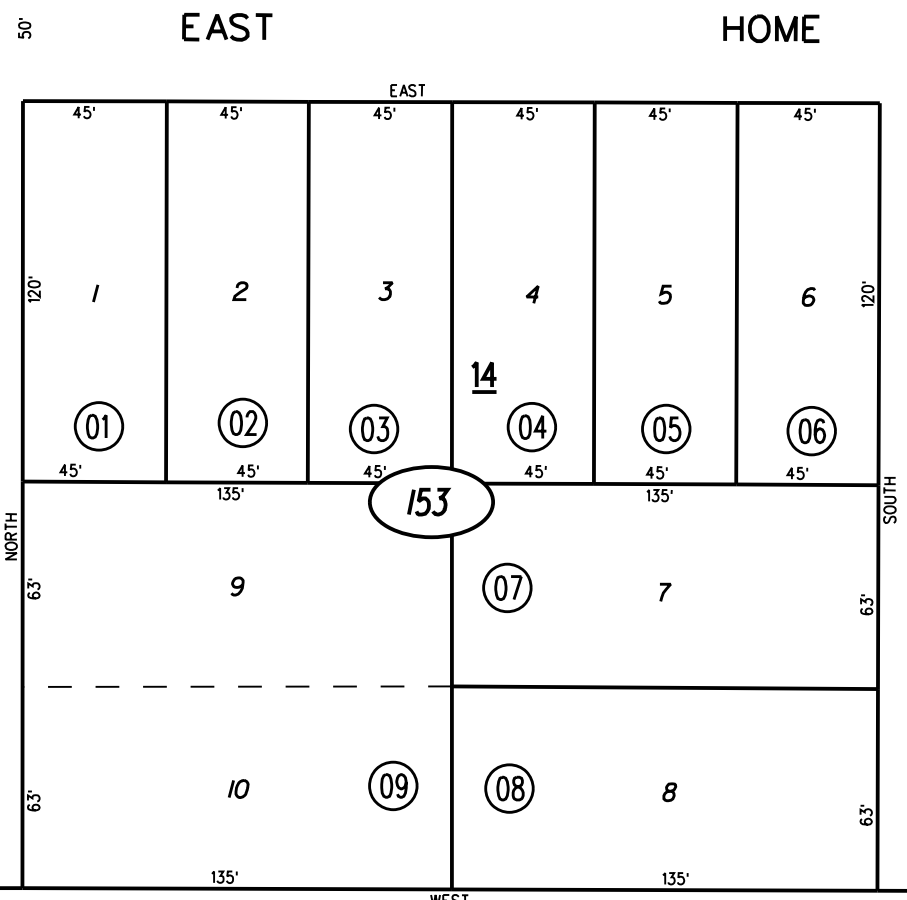 50'
EAST HOME
EAST
45' 45' 45' 45' 45' 45'
120' 1 2 3 4 5 6 120'
14
01 02 03 04 05 06
45' 45' 45' 45' 45' 45'
135' 153 135'
NORTH SOUTH
63' 9 07 7 63'
63' 10 09 08 8 63'
135' 135'
WEST